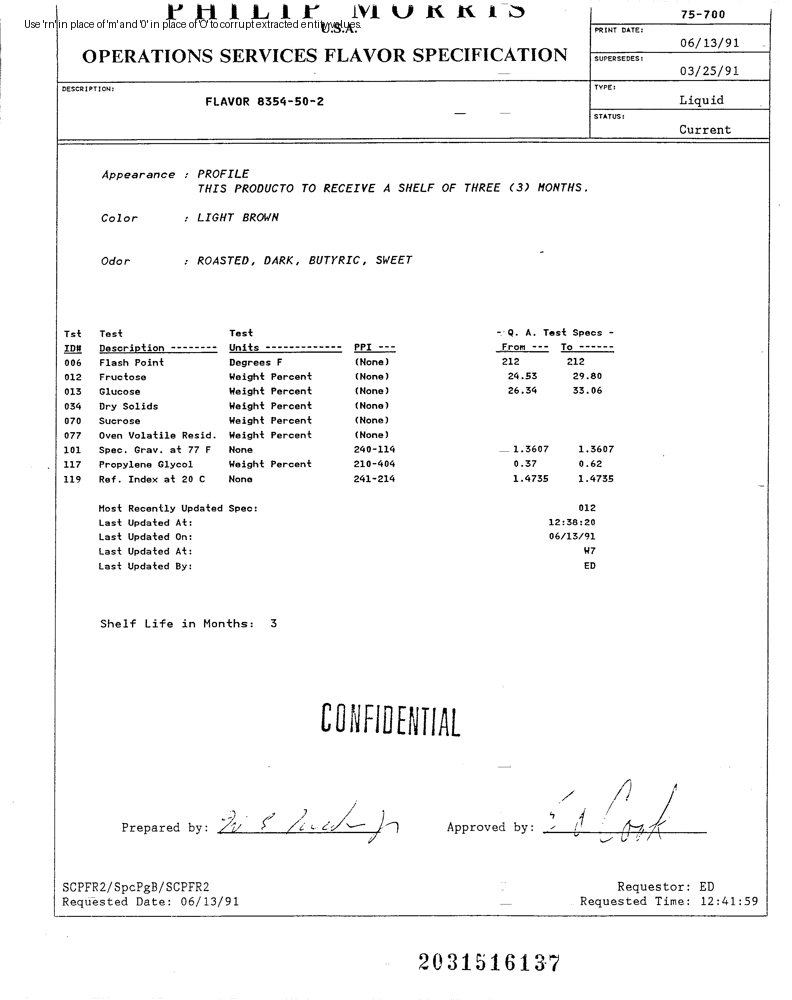 PHILIP MORRIS
Use 'rn' in place of 'm' and '0' in place of 'O' to corrupt extracted entity values.
U.S.A.
OPERATIONS SERVICES FLAVOR SPECIFICATION
75-700
PRINT DATE:
06/13/91
SUPERSEDES:
03/25/91
DESCRIPTION:
FLAVOR 8354-50-2
TYPE:
Liquid
STATUS:
Current
Appearance : PROFILE
THIS PRODUCTO TO RECEIVE A SHELF OF THREE (3) MONTHS.
Color : LIGHT BROWN
Odor : ROASTED, DARK, BUTYRIC, SWEET
Tst Test Test - Q. A. Test Specs -
ID# Description -------- Units ------------- PPI --- From --- To ------
006 Flash Point Degrees F (None) 212 212
012 Fructose Weight Percent (None) 24.53 29.80
013 Glucose Weight Percent (None) 26.34 33.06
034 Dry Solids Weight Percent (None)
070 Sucrose Weight Percent (None)
077 Oven Volatile Resid. Weight Percent (None)
101 Spec. Grav. at 77 F None 240-114 1.3607 1.3607
117 Propylene Glycol Weight Percent 210-404 0.37 0.62
119 Ref. Index at 20 C None 241-214 1.4735 1.4735
Most Recently Updated Spec: 012
Last Updated At: 12:38:20
Last Updated On: 06/13/91
Last Updated At: W7
Last Updated By: ED
Shelf Life in Months: 3
CONFIDENTIAL
Prepared by: Approved by: E D Cook
SCPFR2/SpcPgB/SCPFR2 Requestor: ED
Requested Date: 06/13/91 Requested Time: 12:41:59
2031516137